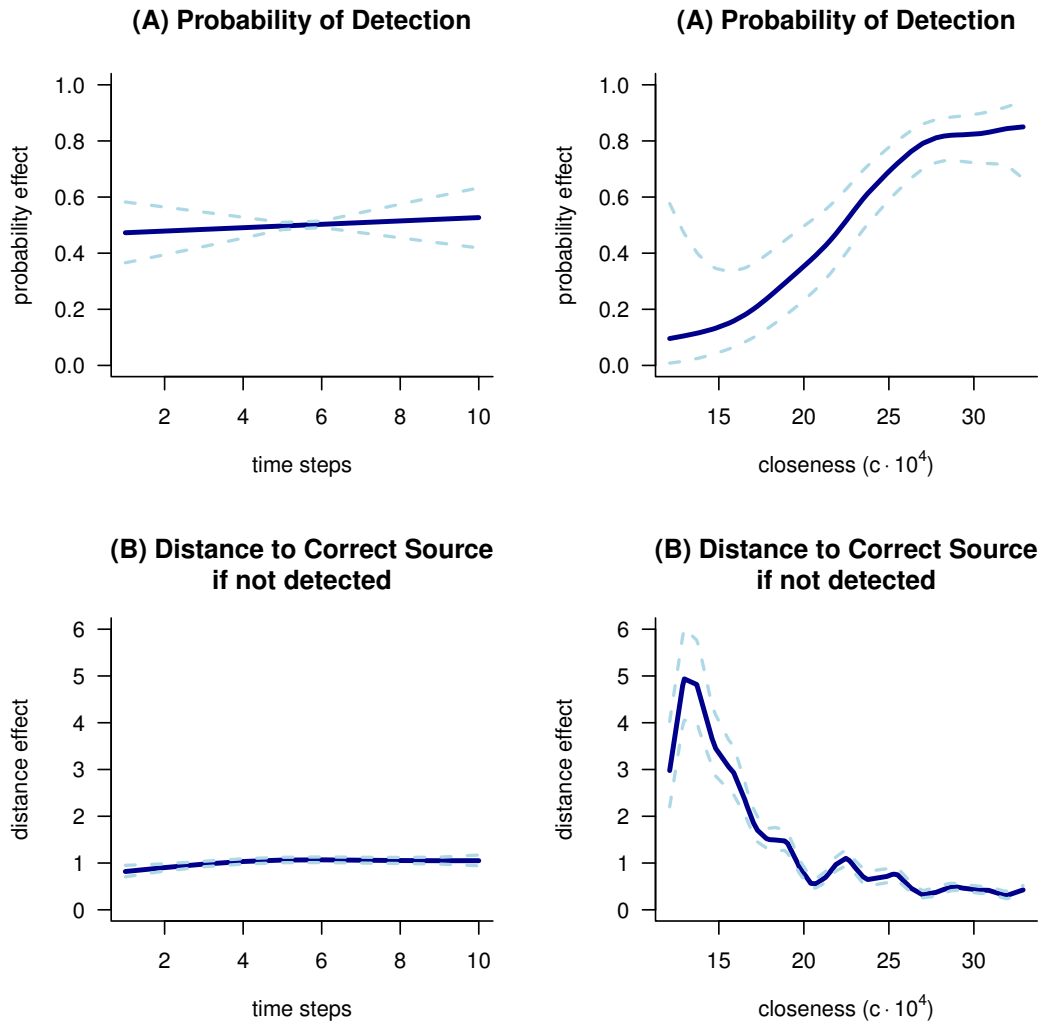 (A) Probability of Detection
probability effect
1.0
0.8
0.6
0.4
0.2
0.0
2 4 6 8 10
time steps
(A) Probability of Detection
probability effect
1.0
0.8
0.6
0.4
0.2
0.0
15 20 25 30
closeness (c · 10⁴)
(B) Distance to Correct Source
if not detected
distance effect
6
5
4
3
2
1
0
2 4 6 8 10
time steps
(B) Distance to Correct Source
if not detected
distance effect
6
5
4
3
2
1
0
15 20 25 30
closeness (c · 10⁴)